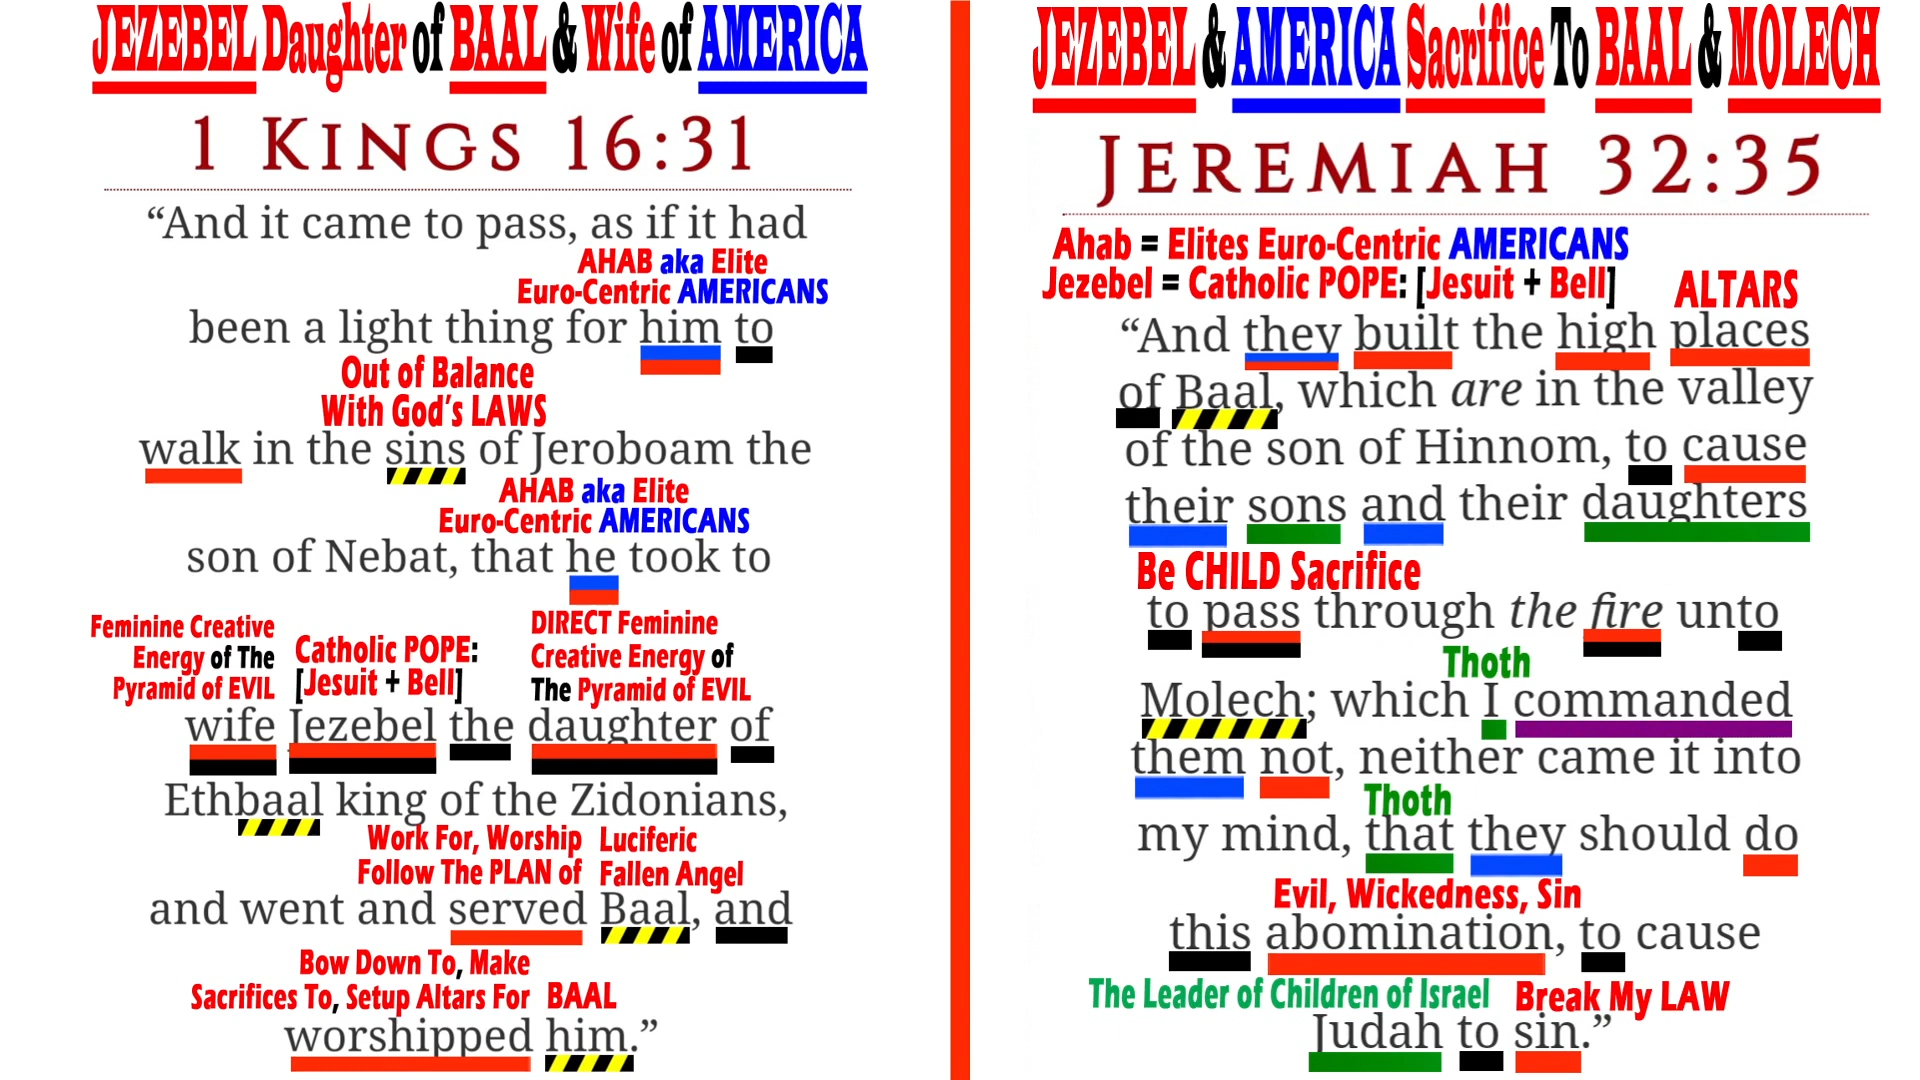 JEZEBEL Daughter of BAAL & Wife of AMERICA
1 KINGS 16:31
“And it came to pass, as if it had
AHAB aka Elite
Euro-Centric AMERICANS
been a light thing for him to
Out of Balance
With God's LAWS
walk in the sins of Jeroboam the
AHAB aka Elite
Euro-Centric AMERICANS
son of Nebat, that he took to
Feminine Creative
Energy of The
Pyramid of EVIL
Catholic POPE:
[Jesuit + Bell]
DIRECT Feminine
Creative Energy of
The Pyramid of EVIL
wife Jezebel the daughter of
Ethbaal king of the Zidonians,
Work For, Worship
Follow The PLAN of
Luciferic
Fallen Angel
and went and served Baal, and
Bow Down To, Make
Sacrifices To, Setup Altars For BAAL
worshipped him.”
JEZEBEL & AMERICA Sacrifice To BAAL & MOLECH
JEREMIAH 32:35
Ahab = Elites Euro-Centric AMERICANS
Jezebel = Catholic POPE: [Jesuit + Bell]
ALTARS
“And they built the high places
of Baal, which are in the valley
of the son of Hinnom, to cause
their sons and their daughters
Be CHILD Sacrifice
to pass through the fire unto
Thoth
Molech; which I commanded
them not, neither came it into
Thoth
my mind, that they should do
Evil, Wickedness, Sin
this abomination, to cause
The Leader of Children of Israel
Break My LAW
Judah to sin.”